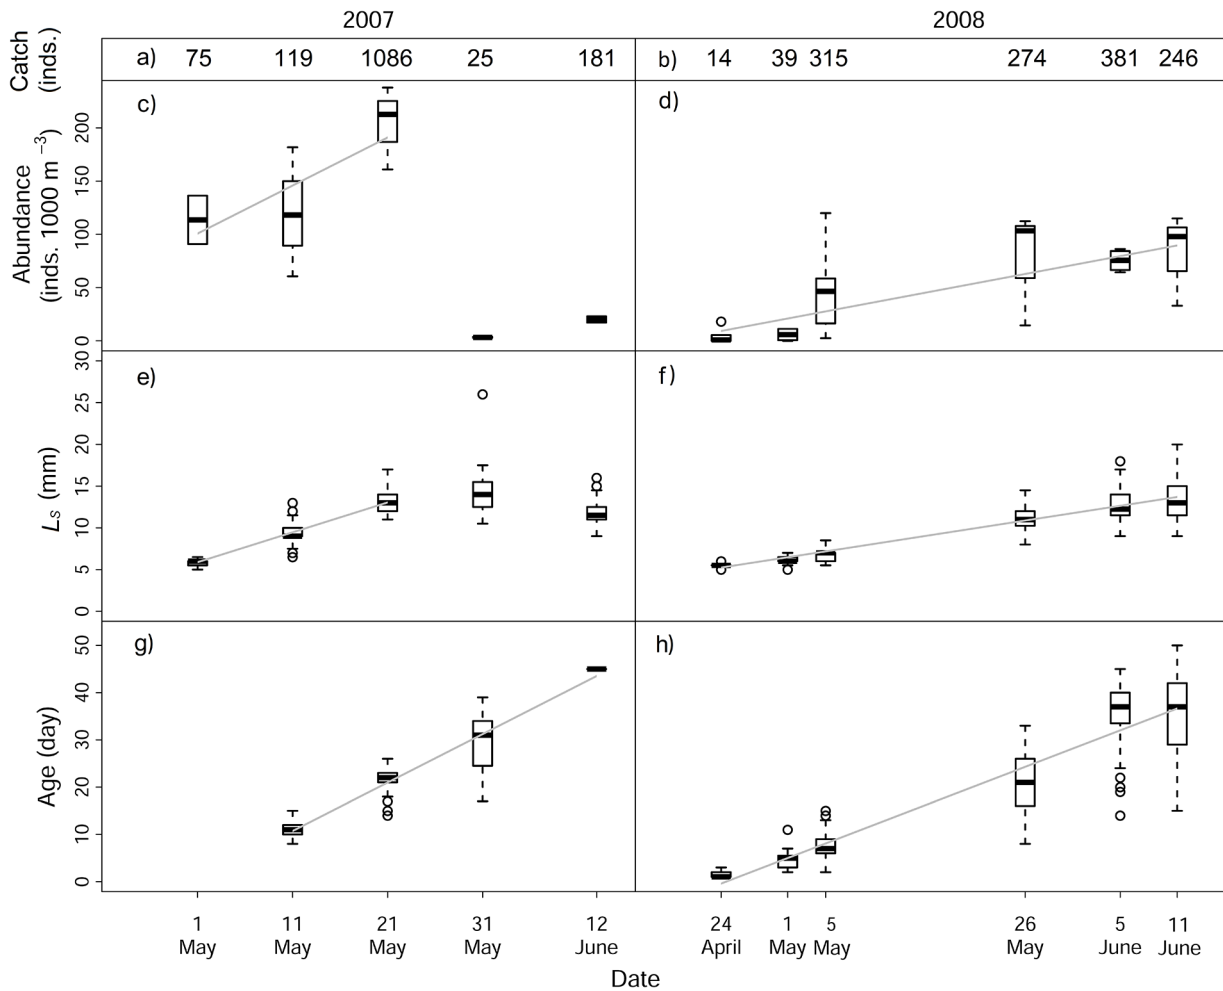 2007 2008
Catch
(inds.)
a) 75 119 1086 25 181 b) 14 39 315 274 381 246
c) d)
Abundance
(inds. 1000 m −3)
200
150
100
50
0
e) f)
Ls (mm)
30
25
20
15
10
5
0
g) h)
Age (day)
50
40
30
20
10
0
1 11 21 31 12 24 1 5 26 5 11
May May May May June April May May May June June
Date